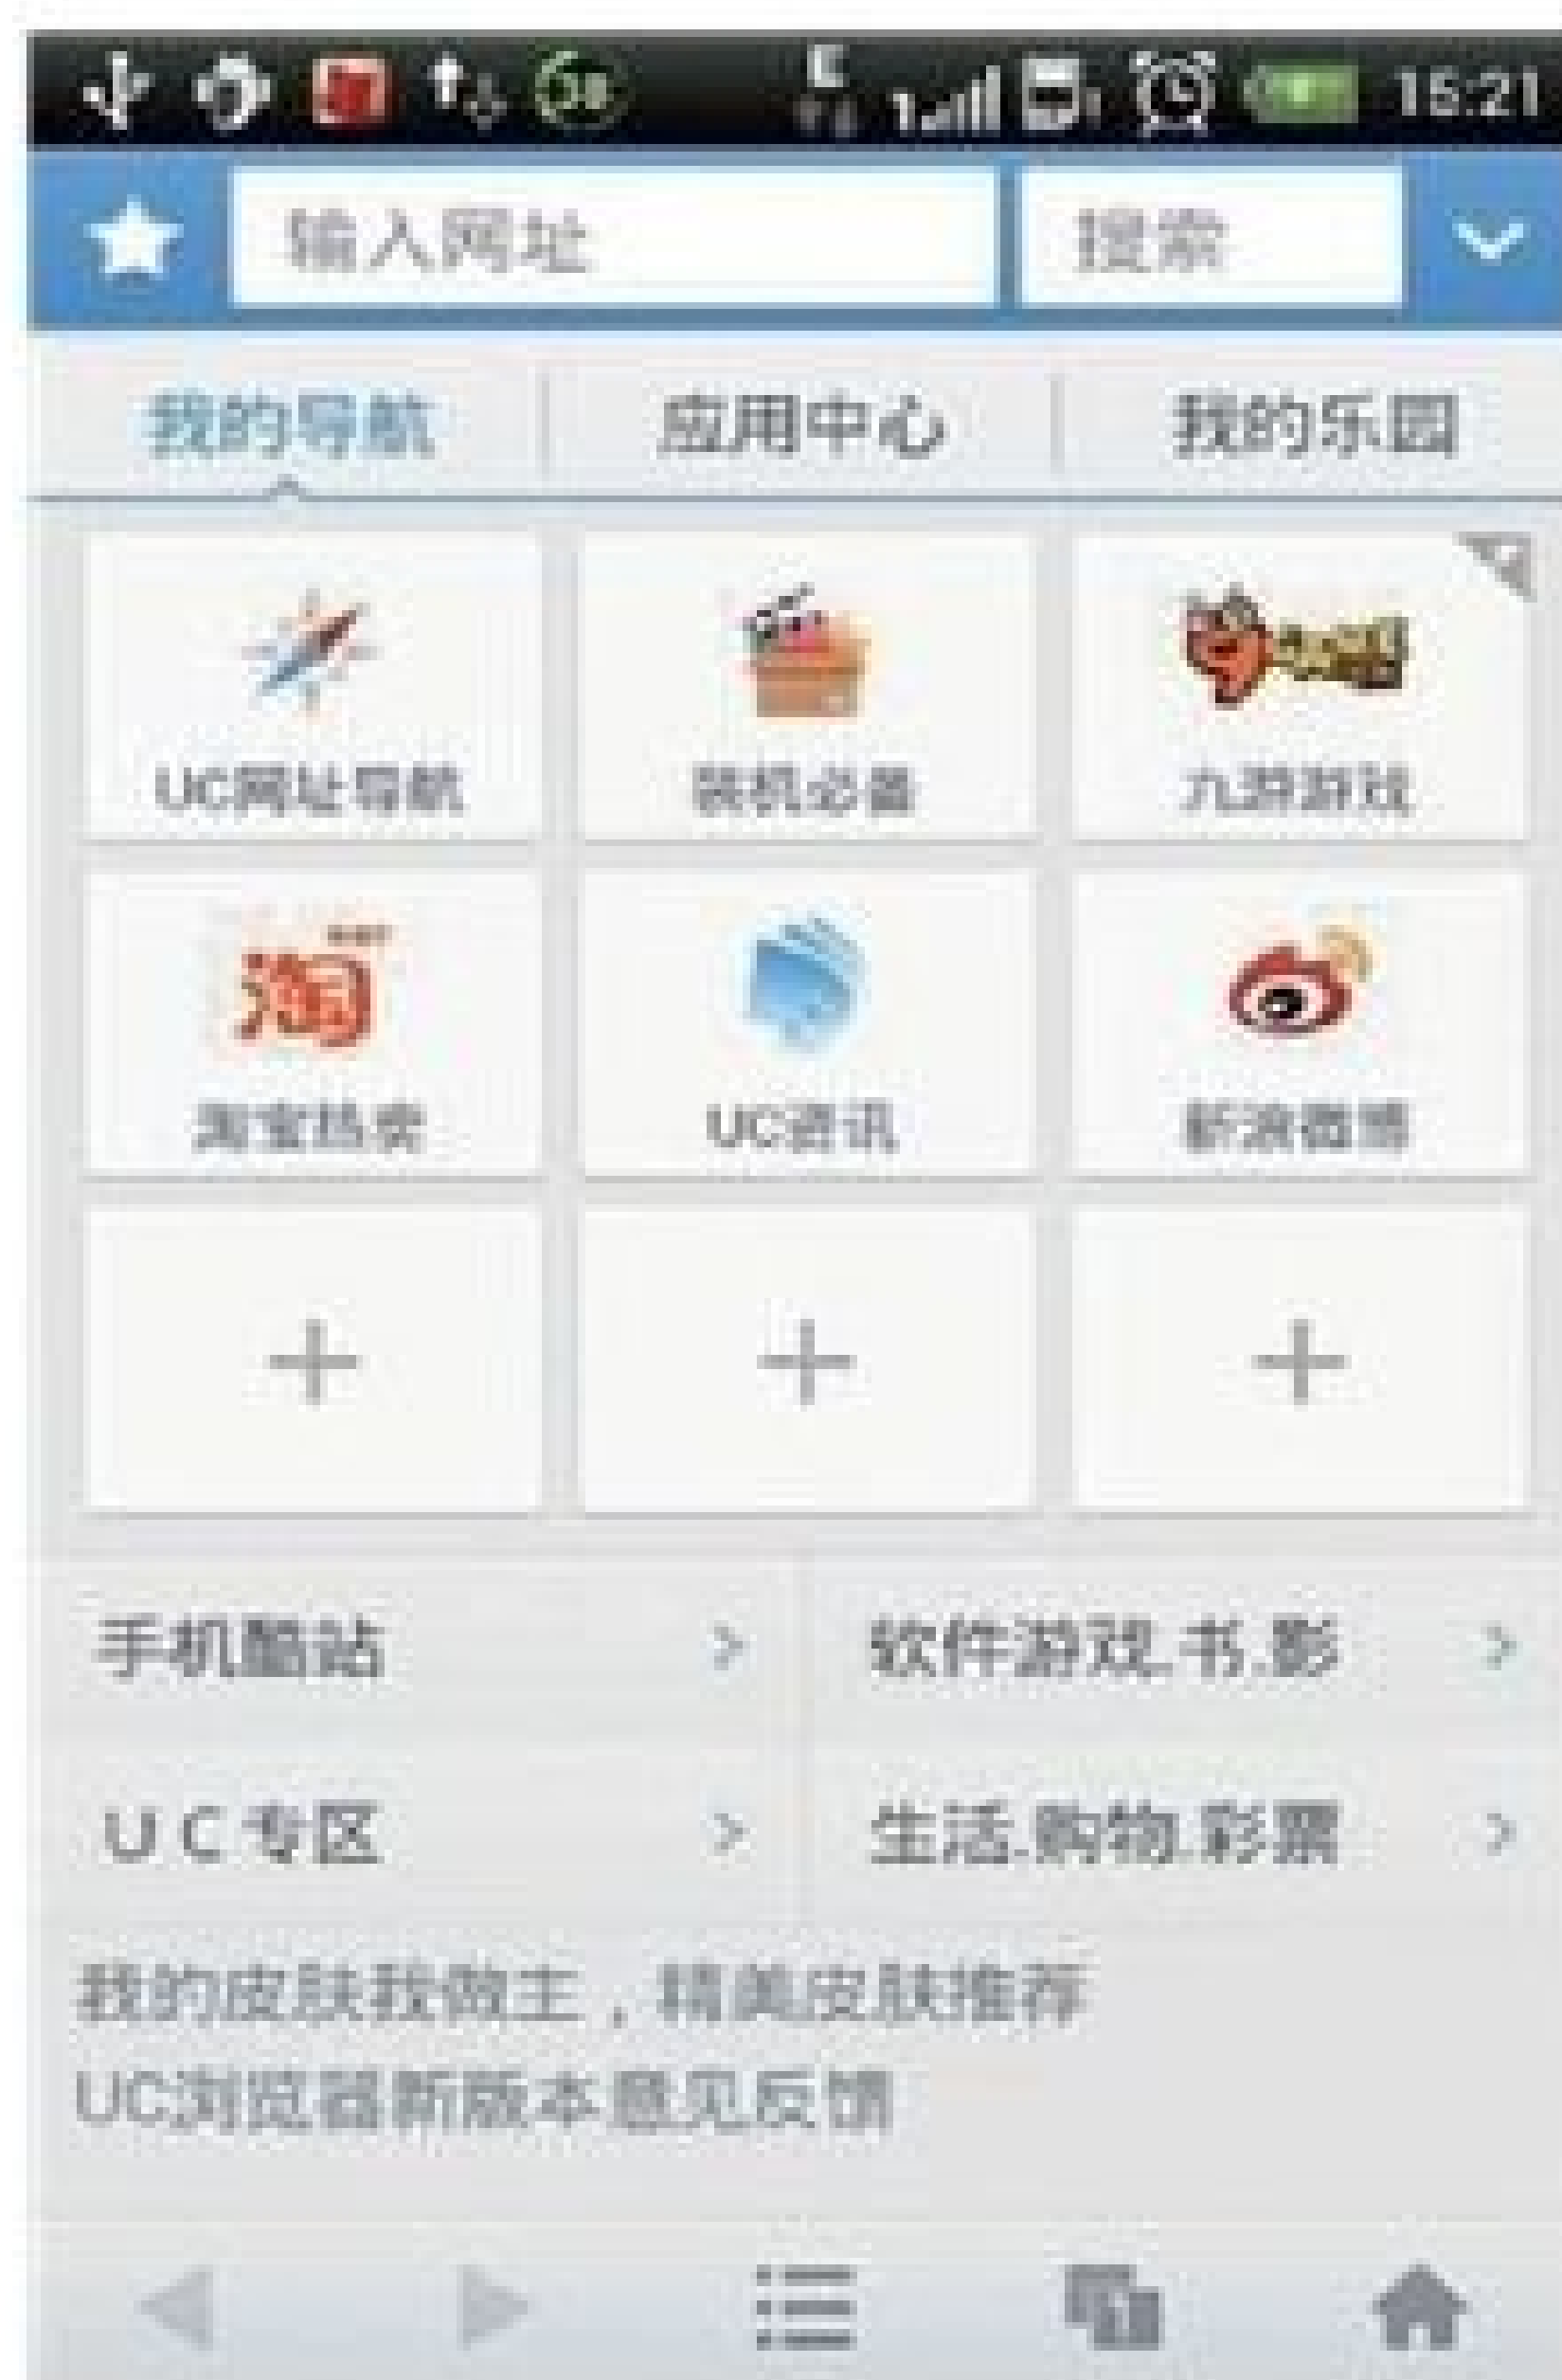 15:21
输入网址 搜索
我的导航 应用中心 我的乐园
UC网址导航 装机必备 九游游戏
淘
淘宝热卖 UC资讯 新浪微博
手机酷站 软件游戏.书.影
UC专区 生活.购物.彩票
我的皮肤我做主，精美皮肤推荐
UC浏览器新版本意见反馈
1